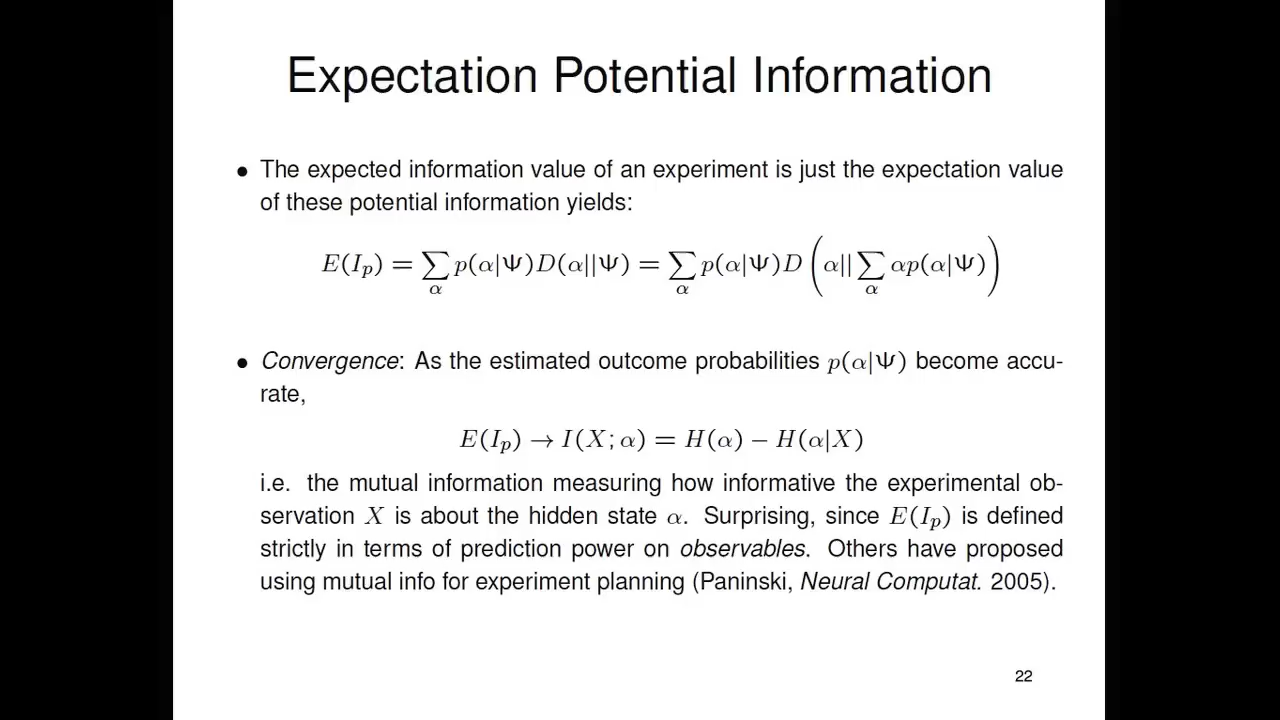 Expectation Potential Information
• The expected information value of an experiment is just the expectation value
of these potential information yields:
E(I_p) = ∑_α p(α|Ψ)D(α||Ψ) = ∑_α p(α|Ψ)D(α||∑_α αp(α|Ψ))
• Convergence: As the estimated outcome probabilities p(α|Ψ) become accu-
rate,
E(I_p) → I(X; α) = H(α) − H(α|X)
i.e. the mutual information measuring how informative the experimental ob-
servation X is about the hidden state α. Surprising, since E(I_p) is defined
strictly in terms of prediction power on observables. Others have proposed
using mutual info for experiment planning (Paninski, Neural Computat. 2005).
22